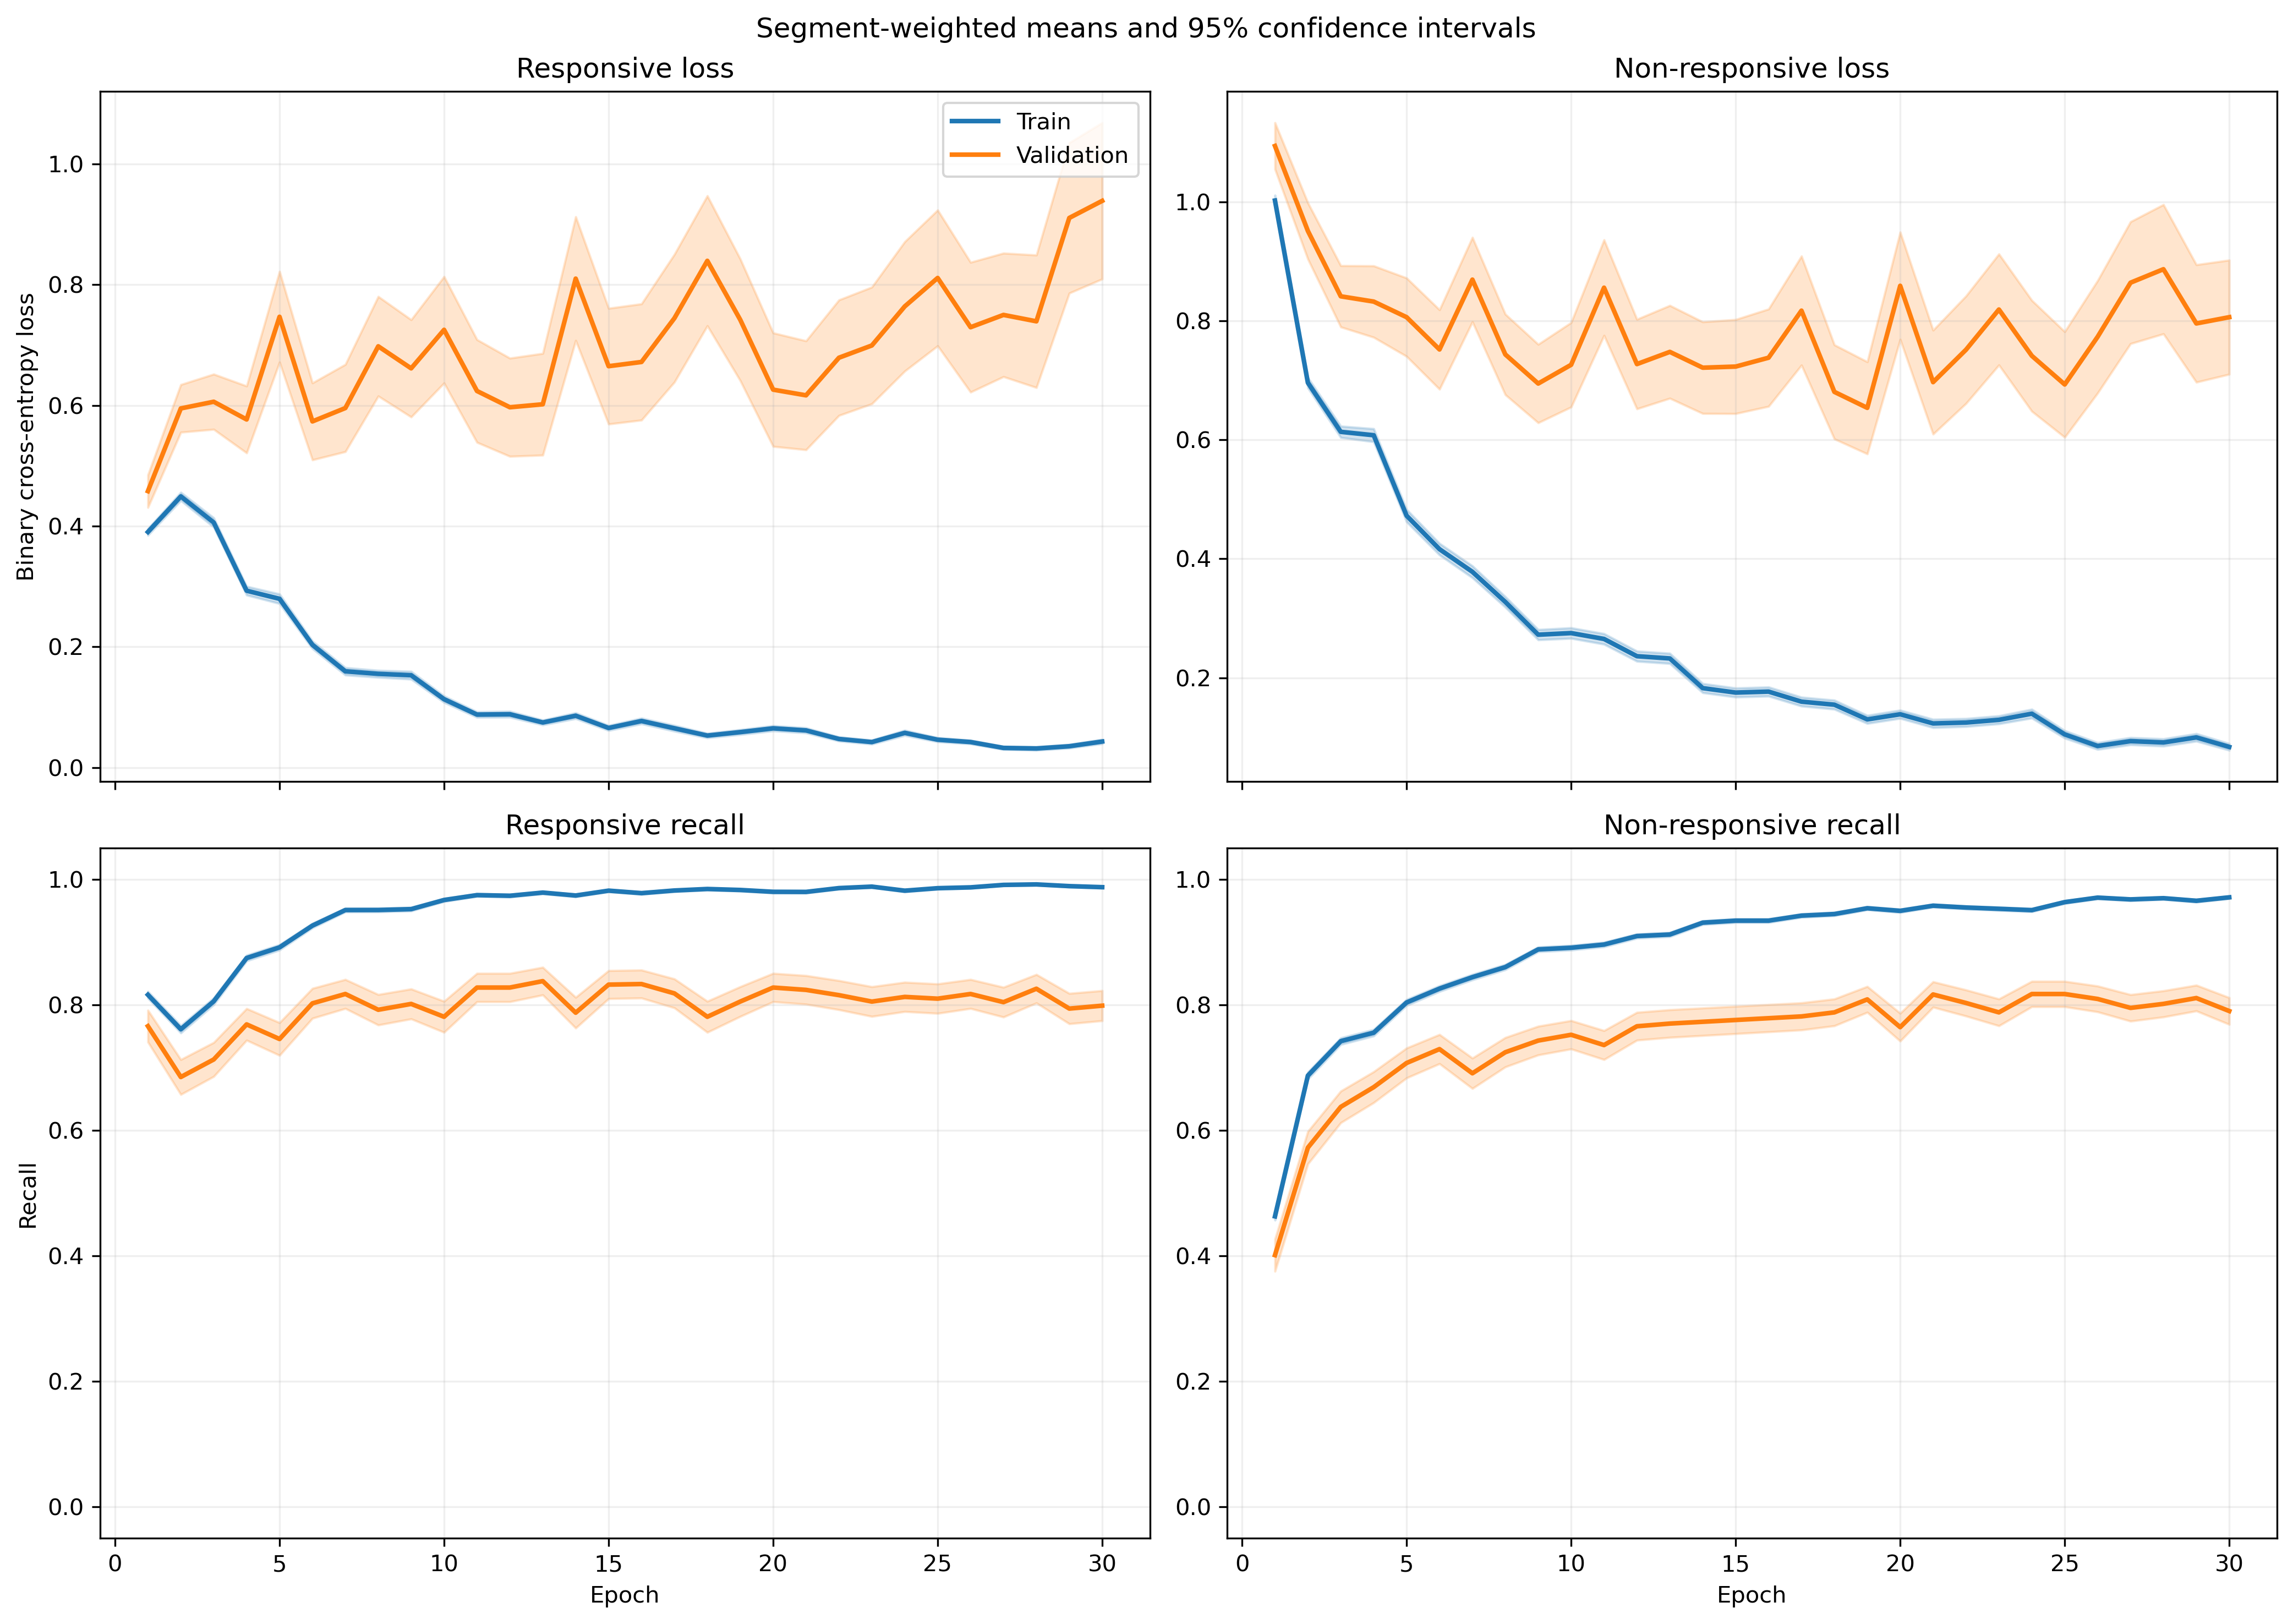 Segment-weighted means and 95% confidence intervals
Responsive loss
Non-responsive loss
Train
Validation
Binary cross-entropy loss
1.0
0.8
0.6
0.4
0.2
0.0
1.0
0.8
0.6
0.4
0.2
Responsive recall
Non-responsive recall
Recall
1.0
0.8
0.6
0.4
0.2
0.0
0 5 10 15 20 25 30
Epoch
1.0
0.8
0.6
0.4
0.2
0.0
0 5 10 15 20 25 30
Epoch